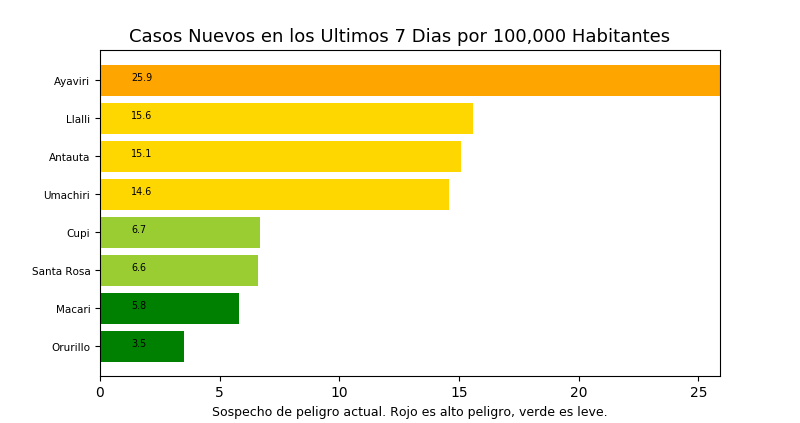 Casos Nuevos en los Ultimos 7 Dias por 100,000 Habitantes
Ayaviri 25.9
Llalli 15.6
Antauta 15.1
Umachiri 14.6
Cupi 6.7
Santa Rosa 6.6
Macari 5.8
Orurillo 3.5
0 5 10 15 20 25
Sospecho de peligro actual. Rojo es alto peligro, verde es leve.